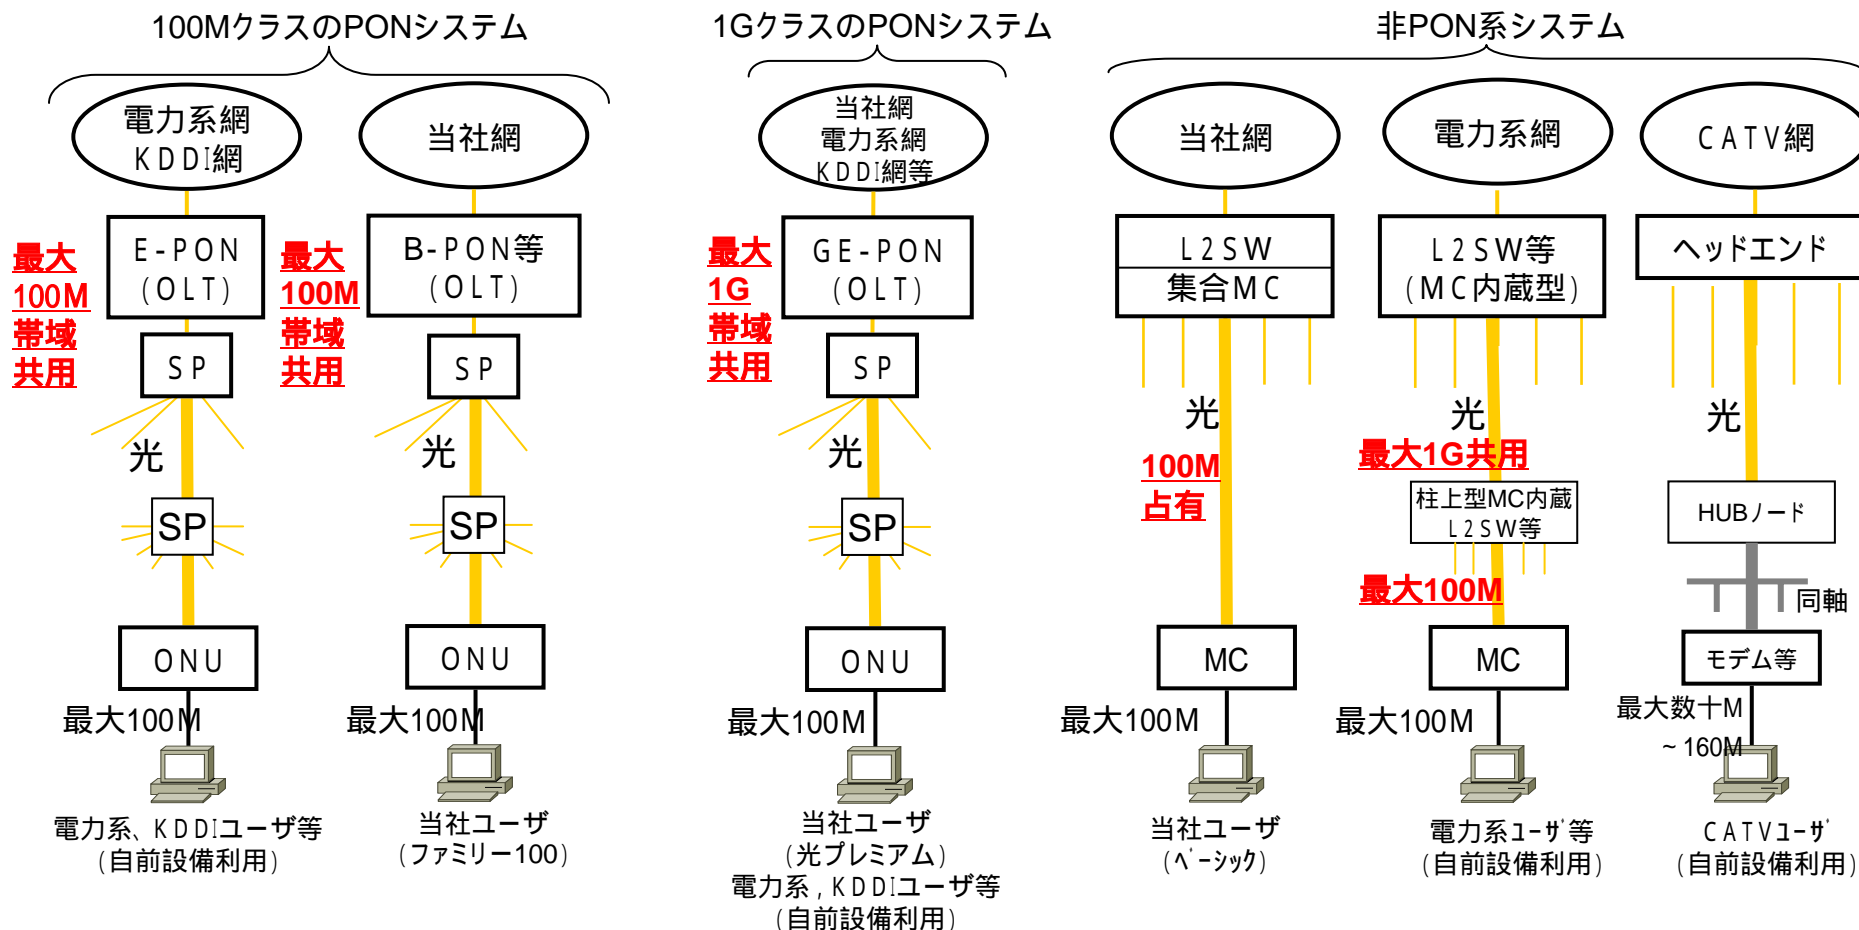 100MクラスのPONシステム
電力系網
KDDI網
E-PON
(OLT)
最大
100M
帯域
共用
SP
光
SP
ONU
最大100M
電力系、KDDIユーザ等
(自前設備利用)
当社網
B-PON等
(OLT)
最大
100M
帯域
共用
SP
光
SP
ONU
最大100M
当社ユーザ
(ファミリー100)
1GクラスのPONシステム
当社網
電力系網
KDDI網等
GE-PON
(OLT)
最大
1G
帯域
共用
SP
光
SP
ONU
最大100M
当社ユーザ
(光プレミアム)
電力系,KDDIユーザ等
(自前設備利用)
非PON系システム
当社網
L2SW
集合MC
光
100M
占有
MC
最大100M
当社ユーザ
(ベーシック)
電力系網
L2SW等
(MC内蔵型)
光
最大1G共用
柱上型MC内蔵
L2SW等
最大100M
MC
最大100M
電力系ユーザ等
(自前設備利用)
CATV網
ヘッドエンド
光
HUBノード
同軸
モデム等
最大数十M
~160M
CATVユーザ
(自前設備利用)